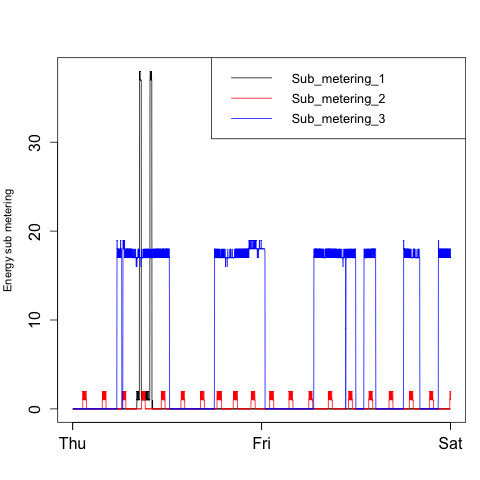 Sub_metering_1
Sub_metering_2
Sub_metering_3
Energy sub metering
30
20
10
0
Thu Fri Sat